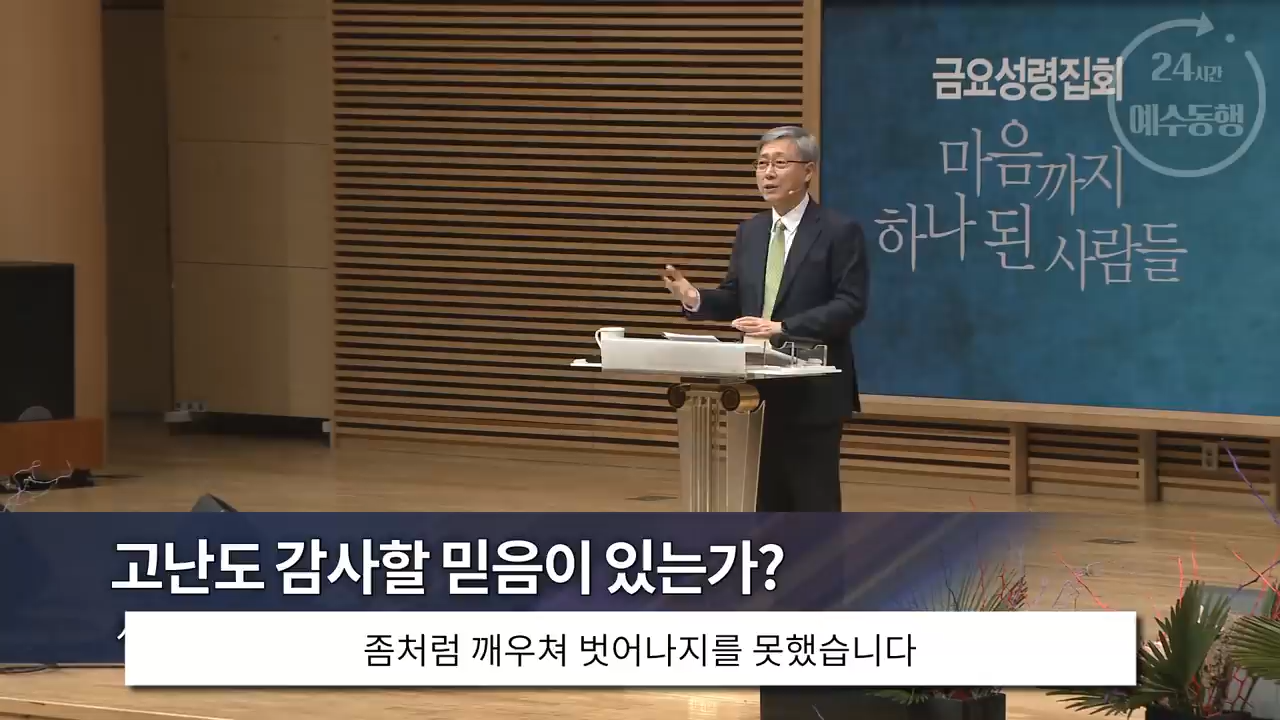 금요성령집회
24시간
예수동행
마음까지
하나 된 사람들
고난도 감사할 믿음이 있는가?
좀처럼 깨우쳐 벗어나지를 못했습니다